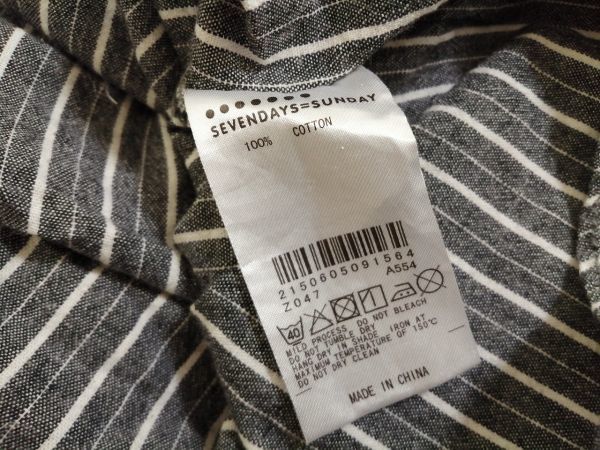 SEVENDAYS=SUNDAY
100% COTTON
2150605091564
Z047 A554
40
MILD PROCESS DO NOT BLEACH
DO NOT TUMBLE DRY
HANG DRY IN SHADE IRON AT
MAXIMUM TEMPERATURE OF 150℃
DO NOT DRY CLEAN
MADE IN CHINA